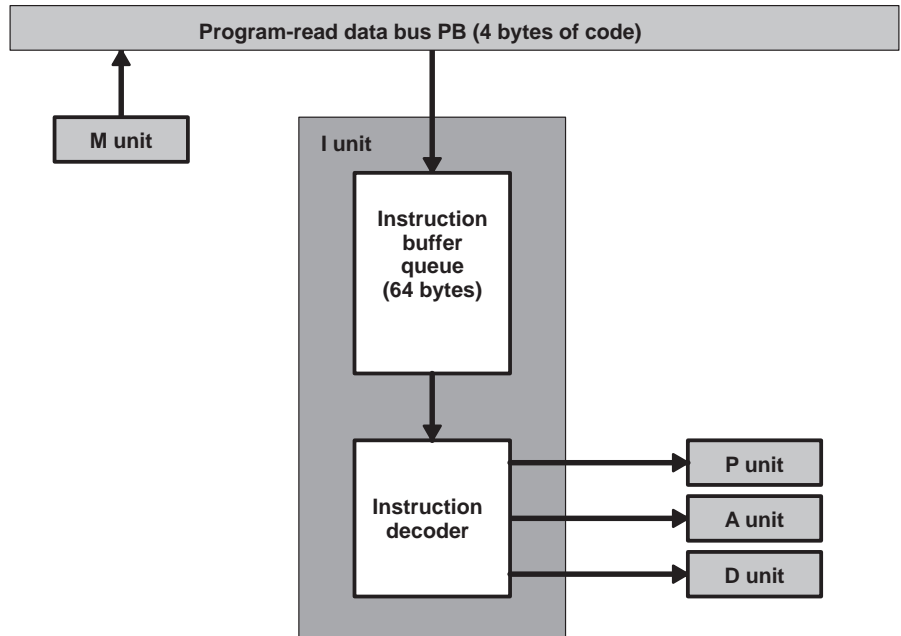 Program-read data bus PB (4 bytes of code)
M unit
I unit
Instruction
buffer
queue
(64 bytes)
Instruction
decoder
P unit
A unit
D unit